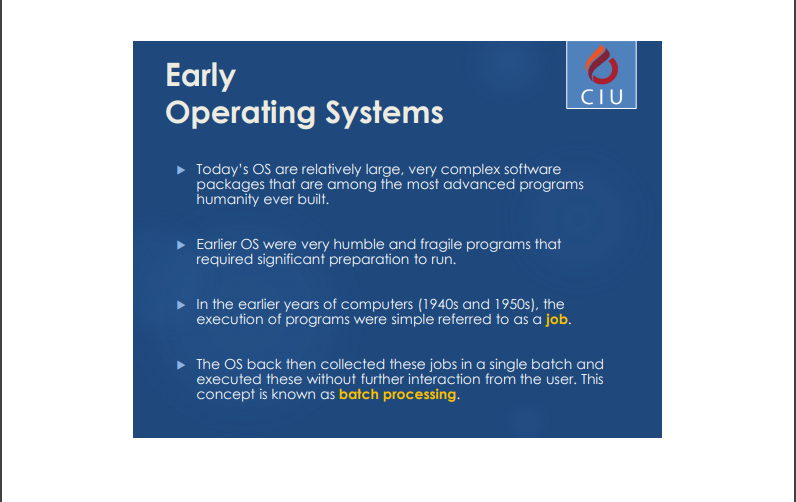 Early
Operating Systems
CIU
Today's OS are relatively large, very complex software
packages that are among the most advanced programs
humanity ever built.
Earlier OS were very humble and fragile programs that
required significant preparation to run.
In the earlier years of computers (1940s and 1950s), the
execution of programs were simple referred to as a job.
The OS back then collected these jobs in a single batch and
executed these without further interaction from the user. This
concept is known as batch processing.